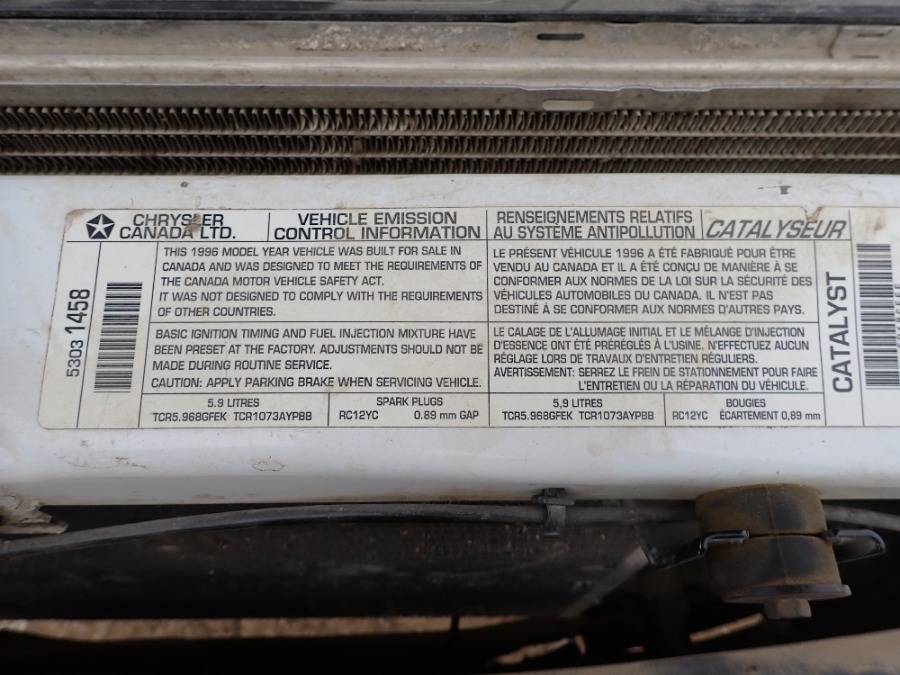 CHRYSLER
CANADA LTD.
VEHICLE EMISSION
CONTROL INFORMATION
RENSEIGNEMENTS RELATIFS
AU SYSTÈME ANTIPOLLUTION
CATALYSEUR
5303 1458
THIS 1996 MODEL YEAR VEHICLE WAS BUILT FOR SALE IN
CANADA AND WAS DESIGNED TO MEET THE REQUIREMENTS OF
THE CANADA MOTOR VEHICLE SAFETY ACT.
IT WAS NOT DESIGNED TO COMPLY WITH THE REQUIREMENTS
OF OTHER COUNTRIES.
LE PRÉSENT VÉHICULE 1996 A ÉTÉ FABRIQUÉ POUR ÊTRE
VENDU AU CANADA ET IL A ÉTÉ CONÇU DE MANIÈRE À SE
CONFORMER AUX NORMES DE LA LOI SUR LA SÉCURITÉ DES
VÉHICULES AUTOMOBILES DU CANADA. IL N'EST PAS
DESTINÉ À SE CONFORMER AUX NORMES D'AUTRES PAYS.
BASIC IGNITION TIMING AND FUEL INJECTION MIXTURE HAVE
BEEN PRESET AT THE FACTORY. ADJUSTMENTS SHOULD NOT BE
MADE DURING ROUTINE SERVICE.
CAUTION: APPLY PARKING BRAKE WHEN SERVICING VEHICLE.
LE CALAGE DE L'ALLUMAGE INITIAL ET LE MÉLANGE D'INJECTION
D'ESSENCE ONT ÉTÉ PRÉRÉGLÉS À L'USINE. N'EFFECTUEZ AUCUN
RÉGLAGE LORS DE TRAVAUX D'ENTRETIEN RÉGULIERS.
AVERTISSEMENT: SERREZ LE FREIN DE STATIONNEMENT POUR FAIRE
L'ENTRETIEN OU LA RÉPARATION DU VÉHICULE.
5.9 LITRES
TCR5.968GFEK TCR1073AYPBB
SPARK PLUGS
RC12YC 0.89 mm GAP
5,9 LITRES
TCR5.968GFEK TCR1073AYPBB
BOUGIES
RC12YC ÉCARTEMENT 0,89 mm
CATALYST